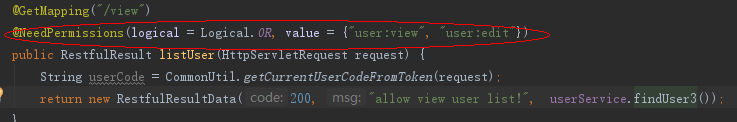 @GetMapping("/view")
@NeedPermissions(logical = Logical.OR, value = {"user:view", "user:edit"})
public RestfulResult listUser(HttpServletRequest request) {
String userCode = CommonUtil.getCurrentUserCodeFromToken(request);
return new RestfulResultData( code: 200, msg: "allow view user list!", userService.findUser3());
}